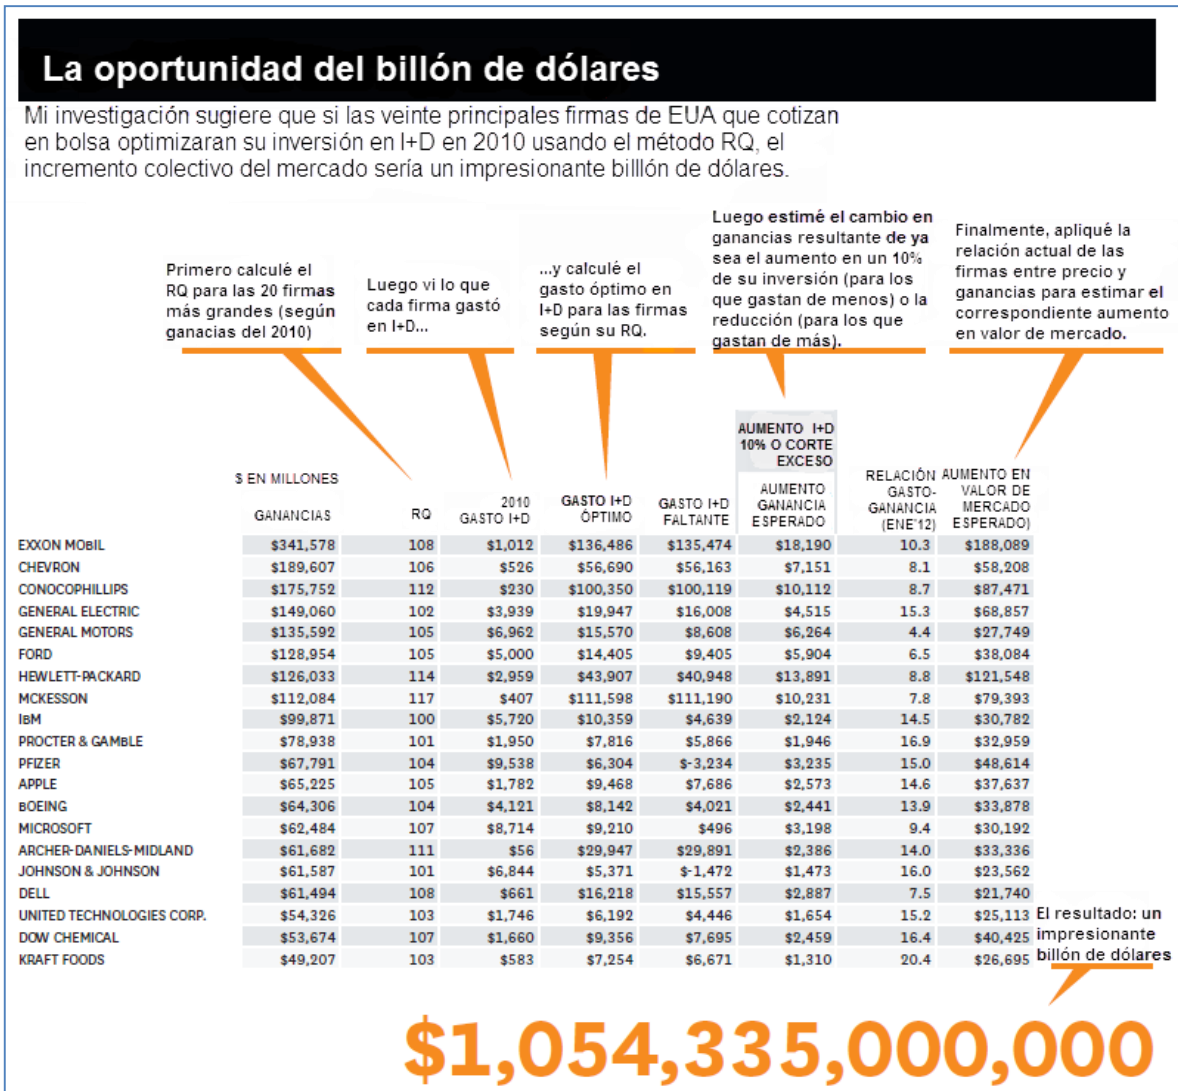 La oportunidad del billón de dólares
Mi investigación sugiere que si las veinte principales firmas de EUA que cotizan
en bolsa optimizaran su inversión en I+D en 2010 usando el método RQ, el
incremento colectivo del mercado sería un impresionante billlón de dólares.
Primero calculé el
RQ para las 20 firmas
más grandes (según
ganacias del 2010)
Luego vi lo que
cada firma gastó
en I+D...
...y calculé el
gasto óptimo en
I+D para las firmas
según su RQ.
Luego estimé el cambio en
ganancias resultante de ya
sea el aumento en un 10%
de su inversión (para los
que gastan de menos) o la
reducción (para los que
gastan de más).
Finalmente, apliqué la
relación actual de las
firmas entre precio y
ganancias para estimar el
correspondiente aumento
en valor de mercado.
$ EN MILLONES
GANANCIAS
RQ
2010
GASTO I+D
GASTO I+D
ÓPTIMO
GASTO I+D
FALTANTE
AUMENTO I+D
10% O CORTE
EXCESO
AUMENTO
GANANCIA
ESPERADO
RELACIÓN
GASTO-
GANANCIA
(ENE'12)
AUMENTO EN
VALOR DE
MERCADO
ESPERADO)
EXXON MOBIL $341,578 108 $1,012 $136,486 $135,474 $18,190 10.3 $188,089
CHEVRON $189,607 106 $526 $56,690 $56,163 $7,151 8.1 $58,208
CONOCOPHILLIPS $175,752 112 $230 $100,350 $100,119 $10,112 8.7 $87,471
GENERAL ELECTRIC $149,060 102 $3,939 $19,947 $16,008 $4,515 15.3 $68,857
GENERAL MOTORS $135,592 105 $6,962 $15,570 $8,608 $6,264 4.4 $27,749
FORD $128,954 105 $5,000 $14,405 $9,405 $5,904 6.5 $38,084
HEWLETT-PACKARD $126,033 114 $2,959 $43,907 $40,948 $13,891 8.8 $121,548
MCKESSON $112,084 117 $407 $111,598 $111,190 $10,231 7.8 $79,393
IBM $99,871 100 $5,720 $10,359 $4,639 $2,124 14.5 $30,782
PROCTER & GAMBLE $78,938 101 $1,950 $7,816 $5,866 $1,946 16.9 $32,959
PFIZER $67,791 104 $9,538 $6,304 $-3,234 $3,235 15.0 $48,614
APPLE $65,225 105 $1,782 $9,468 $7,686 $2,573 14.6 $37,637
BOEING $64,306 104 $4,121 $8,142 $4,021 $2,441 13.9 $33,878
MICROSOFT $62,484 107 $8,714 $9,210 $496 $3,198 9.4 $30,192
ARCHER-DANIELS-MIDLAND $61,682 111 $56 $29,947 $29,891 $2,386 14.0 $33,336
JOHNSON & JOHNSON $61,587 101 $6,844 $5,371 $-1,472 $1,473 16.0 $23,562
DELL $61,494 108 $661 $16,218 $15,557 $2,887 7.5 $21,740
UNITED TECHNOLOGIES CORP. $54,326 103 $1,746 $6,192 $4,446 $1,654 15.2 $25,113
DOW CHEMICAL $53,674 107 $1,660 $9,356 $7,695 $2,459 16.4 $40,425
KRAFT FOODS $49,207 103 $583 $7,254 $6,671 $1,310 20.4 $26,695
El resultado: un
impresionante
billón de dólares
$1,054,335,000,000